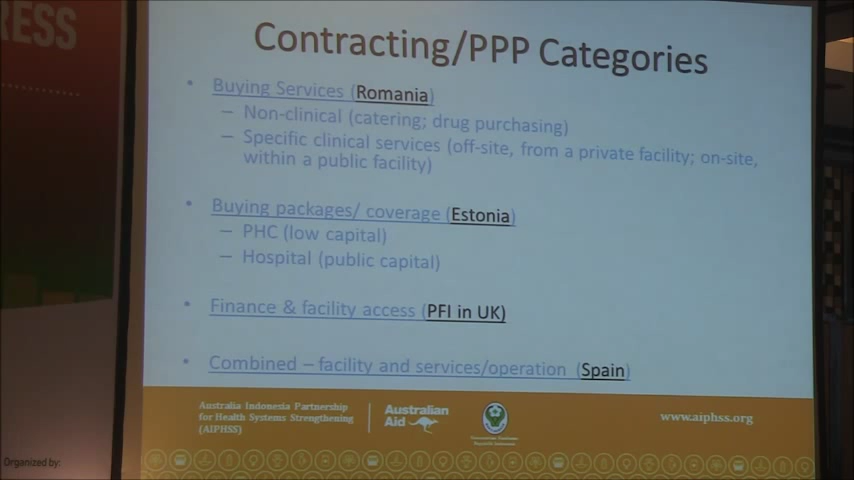 RESS
Contracting/PPP Categories
• Buying Services (Romania)
– Non-clinical (catering; drug purchasing)
– Specific clinical services (off-site, from a private facility; on-site,
within a public facility)
• Buying packages/ coverage (Estonia)
– PHC (low capital)
– Hospital (public capital)
• Finance & facility access (PFI in UK)
• Combined – facility and services/operation (Spain)
Australia Indonesia Partnership
for Health Systems Strengthening
(AIPHSS)
Australian
Aid
www.aiphss.org
Organized by: